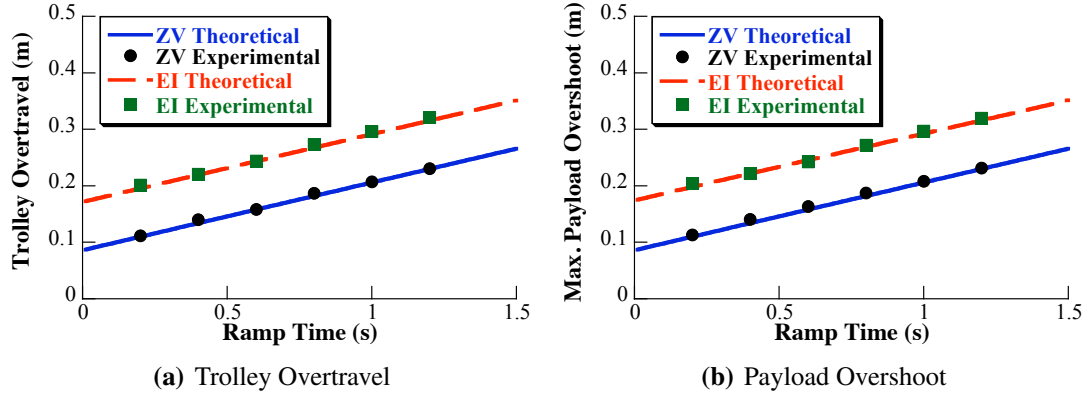 Trolley Overtravel (m)
0.5
0.4
0.3
0.2
0.1
0
ZV Theoretical
ZV Experimental
EI Theoretical
EI Experimental
0 0.5 1 1.5
Ramp Time (s)
(a) Trolley Overtravel
Max. Payload Overshoot (m)
0.5
0.4
0.3
0.2
0.1
0
ZV Theoretical
ZV Experimental
EI Theoretical
EI Experimental
0 0.5 1 1.5
Ramp Time (s)
(b) Payload Overshoot